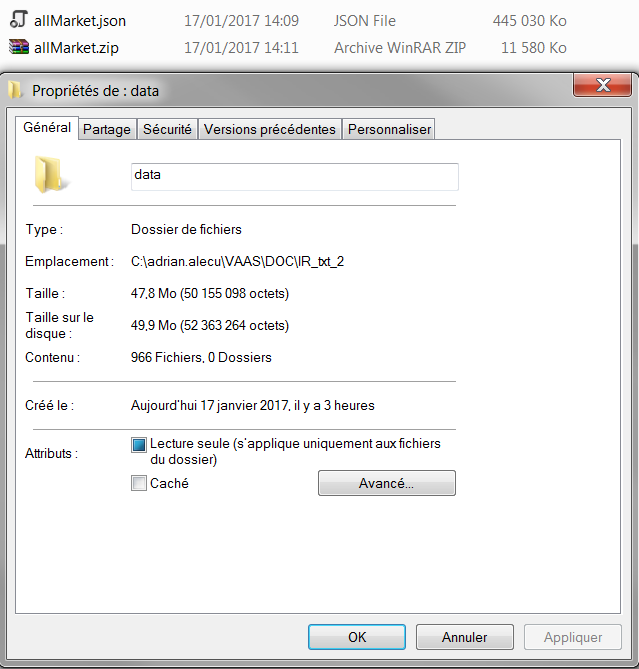 allMarket.json 17/01/2017 14:09 JSON File 445 030 Ko
allMarket.zip 17/01/2017 14:11 Archive WinRAR ZIP 11 580 Ko
Propriétés de : data
Général Partage Sécurité Versions précédentes Personnaliser
data
Type : Dossier de fichiers
Emplacement : C:\adrian.alecu\VAAS\DOC\IR_txt_2
Taille : 47,8 Mo (50 155 098 octets)
Taille sur le
disque : 49,9 Mo (52 363 264 octets)
Contenu : 966 Fichiers, 0 Dossiers
Créé le : Aujourd'hui 17 janvier 2017, il y a 3 heures
Attributs : Lecture seule (s'applique uniquement aux fichiers
du dossier)
Caché Avancé...
OK Annuler Appliquer